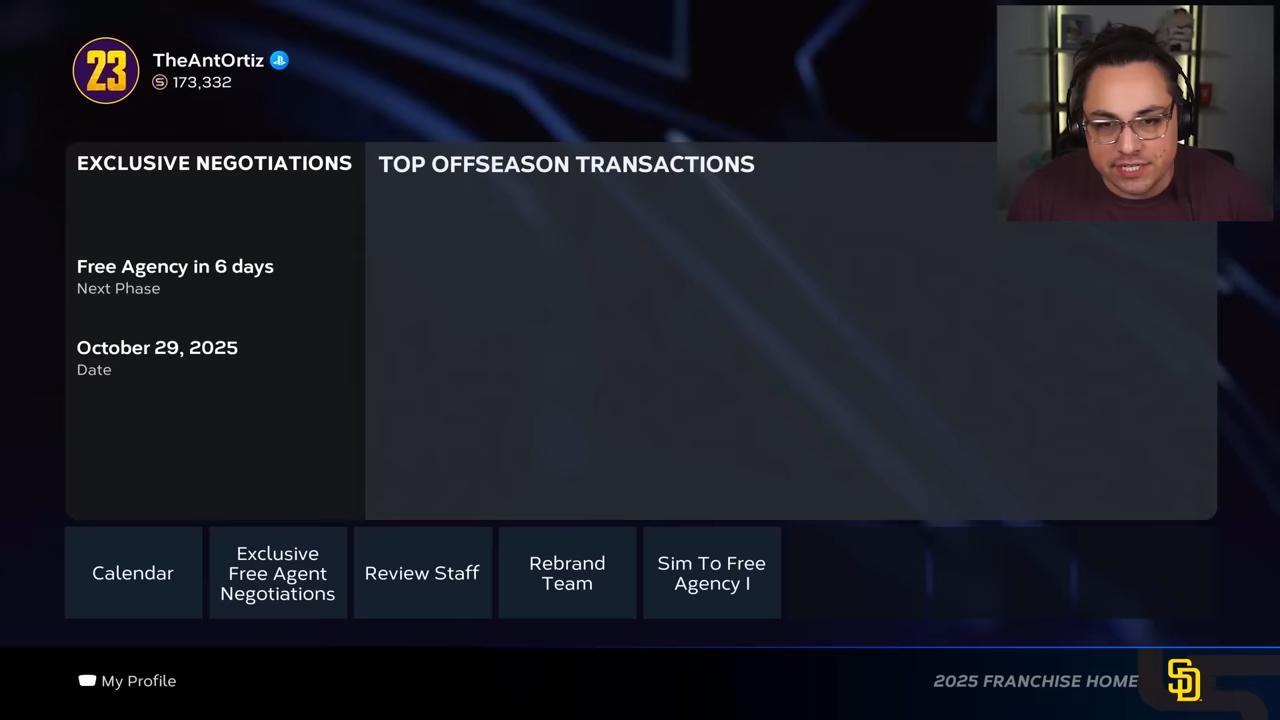 23
TheAntOrtiz
S 173,332
EXCLUSIVE NEGOTIATIONS
TOP OFFSEASON TRANSACTIONS
Free Agency in 6 days
Next Phase
October 29, 2025
Date
Calendar
Exclusive
Free Agent
Negotiations
Review Staff
Rebrand
Team
Sim To Free
Agency I
My Profile
2025 FRANCHISE HOME
SD